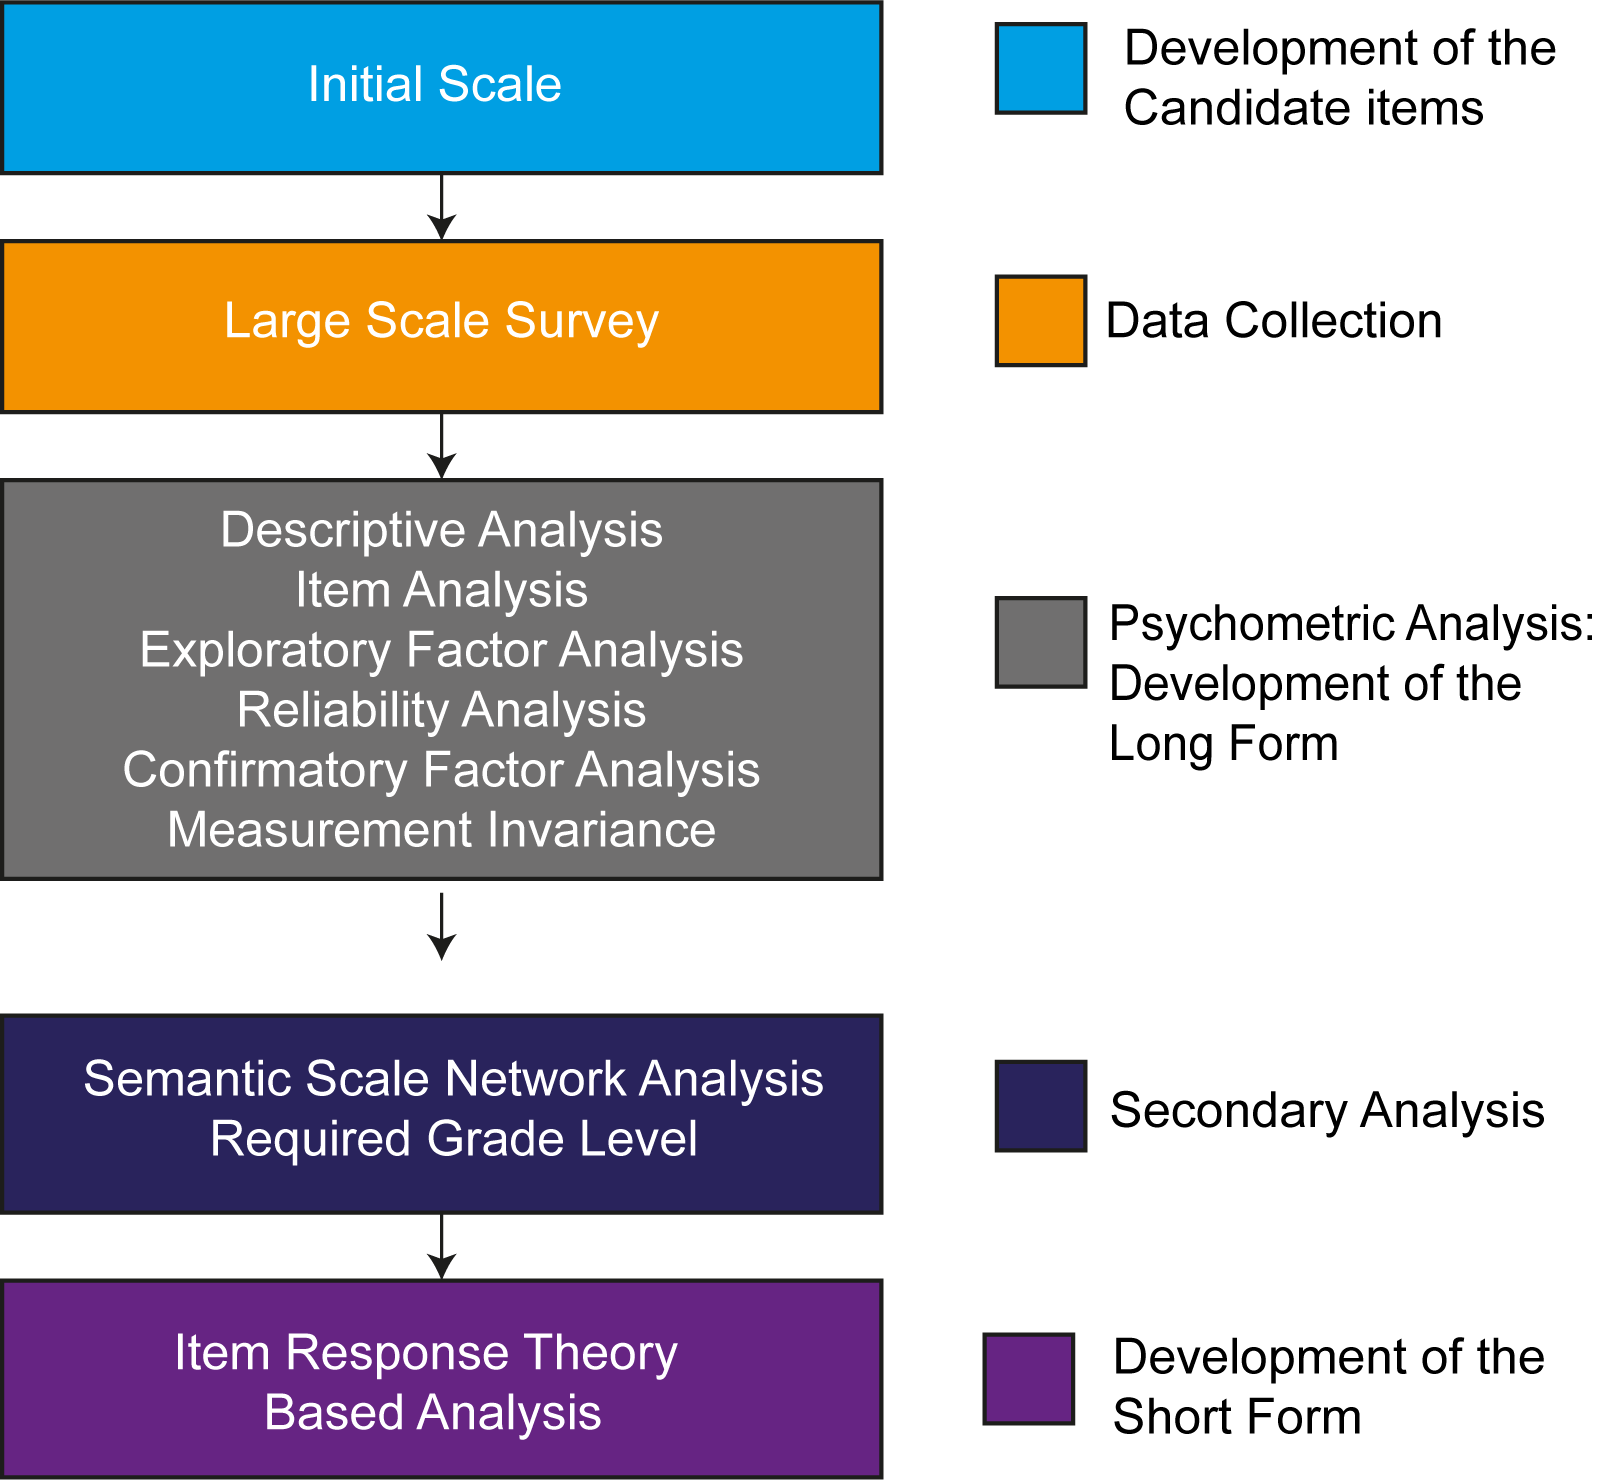 Initial Scale
Development of the
Candidate items
Large Scale Survey
Data Collection
Descriptive Analysis
Item Analysis
Exploratory Factor Analysis
Reliability Analysis
Confirmatory Factor Analysis
Measurement Invariance
Psychometric Analysis:
Development of the
Long Form
Semantic Scale Network Analysis
Required Grade Level
Secondary Analysis
Item Response Theory
Based Analysis
Development of the
Short Form